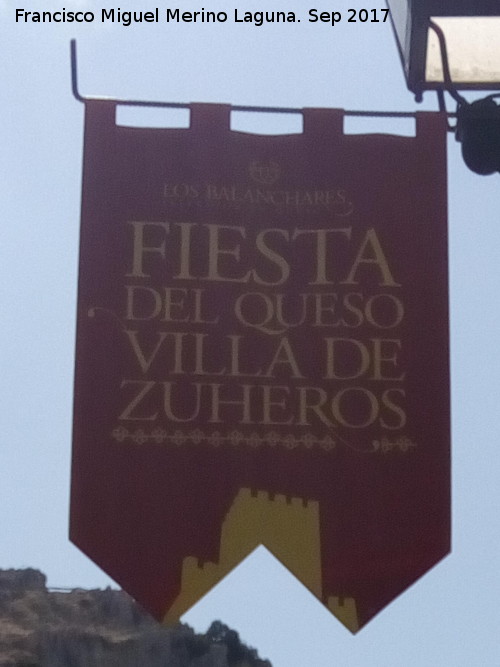 Francisco Miguel Merino Laguna. Sep 2017
LOS BALANCHARES
FIESTA
DEL QUESO
VILLA DE
ZUHEROS